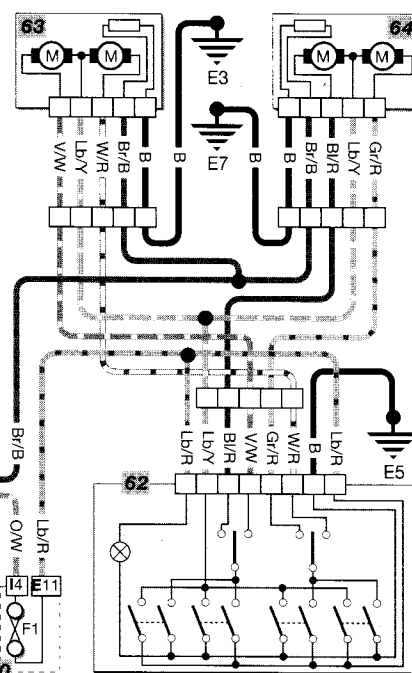 63
64
M M
M M
E3
E7
V/W Lb/Y W/R Br/B B B
B B Br/B Bl/R Lb/Y Gr/R
Br/B
Lb/R Lb/Y Bl/R V/W Gr/R W/R B Lb/R
E5
62
O/W Lb/R
I4 E11
F1